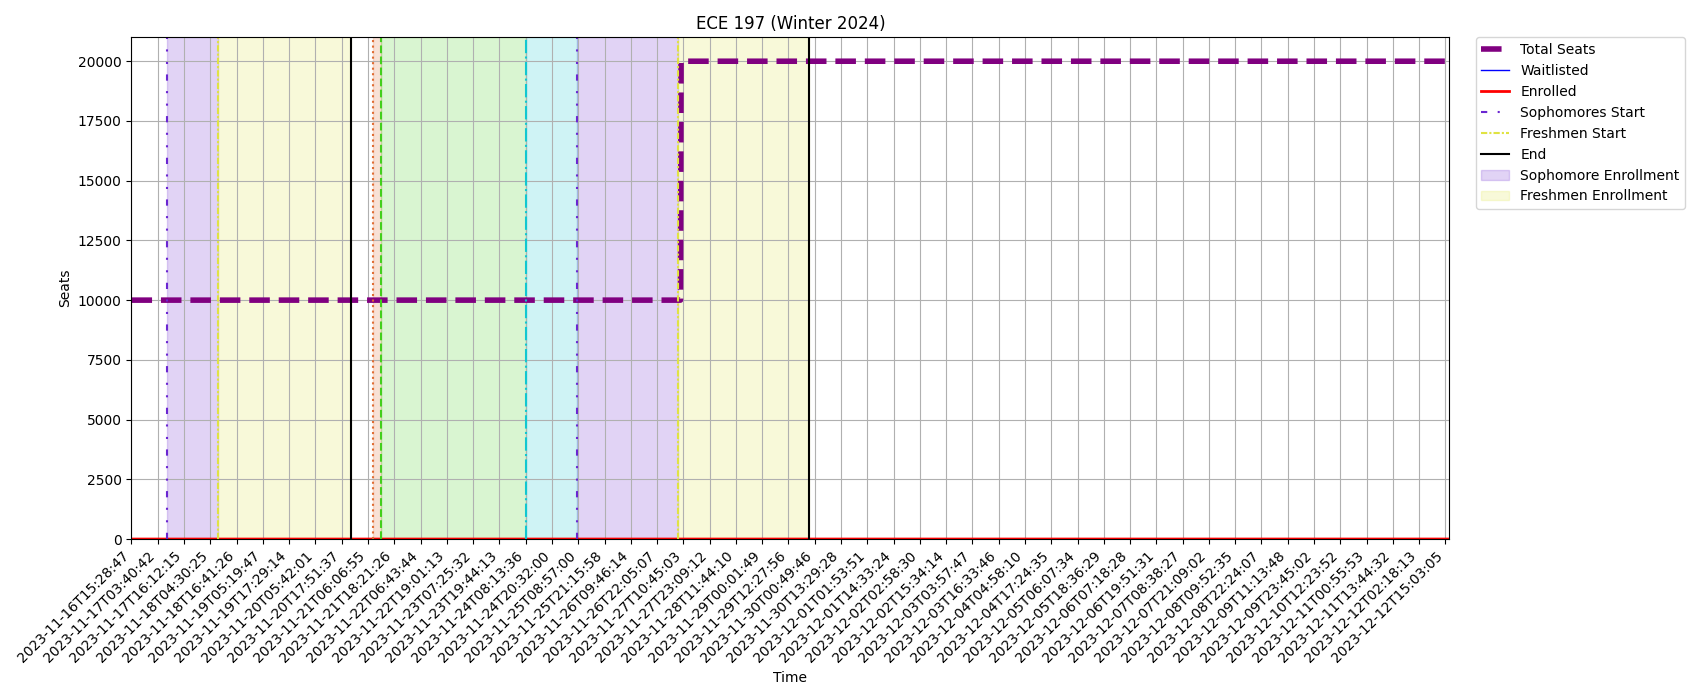 ECE 197 (Winter 2024)
Seats
20000
17500
15000
12500
10000
7500
5000
2500
0
2023-11-16T15:28:47
2023-11-17T03:40:42
2023-11-17T16:12:15
2023-11-18T04:30:25
2023-11-18T16:41:26
2023-11-19T05:19:47
2023-11-19T17:29:14
2023-11-20T05:42:01
2023-11-20T17:51:37
2023-11-21T06:06:55
2023-11-21T18:21:26
2023-11-22T06:43:44
2023-11-22T19:01:13
2023-11-23T07:25:32
2023-11-23T19:44:13
2023-11-24T08:13:36
2023-11-24T20:32:00
2023-11-25T08:57:00
2023-11-25T21:15:58
2023-11-26T09:46:14
2023-11-26T22:05:07
2023-11-27T10:45:03
2023-11-27T23:09:12
2023-11-28T11:44:10
2023-11-29T00:01:49
2023-11-29T12:27:56
2023-11-30T00:49:46
2023-11-30T13:29:28
2023-12-01T01:53:51
2023-12-01T14:33:24
2023-12-02T02:58:30
2023-12-02T15:34:14
2023-12-03T03:57:47
2023-12-03T16:33:46
2023-12-04T04:58:10
2023-12-04T17:24:35
2023-12-05T06:07:34
2023-12-05T18:36:29
2023-12-06T07:18:28
2023-12-06T19:51:31
2023-12-07T08:38:27
2023-12-07T21:09:02
2023-12-08T09:52:35
2023-12-08T22:24:07
2023-12-09T11:13:48
2023-12-09T23:45:02
2023-12-10T12:23:52
2023-12-11T00:55:53
2023-12-11T13:44:32
2023-12-12T02:18:13
2023-12-12T15:03:05
Time
Total Seats
Waitlisted
Enrolled
Sophomores Start
Freshmen Start
End
Sophomore Enrollment
Freshmen Enrollment